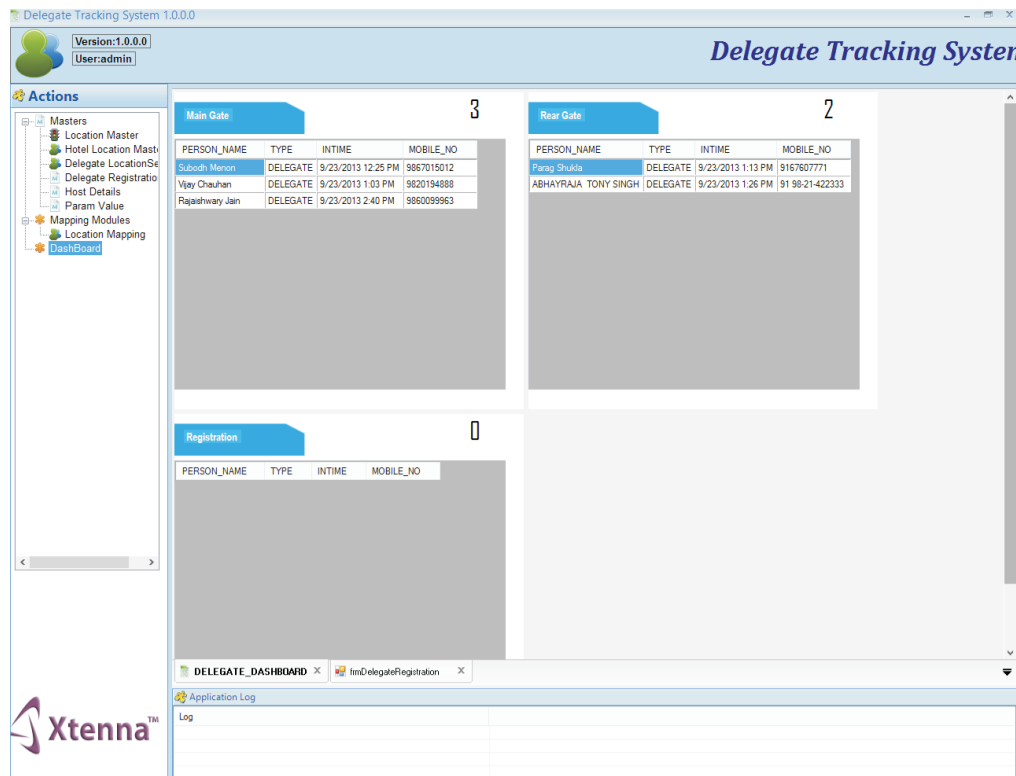 Delegate Tracking System 1.0.0.0
Version:1.0.0.0
User:admin
Delegate Tracking System
Actions
Masters
Location Master
Hotel Location Mast
Delegate LocationSe
Delegate Registratio
Host Details
Param Value
Mapping Modules
Location Mapping
DashBoard
Main Gate 3
PERSON_NAME TYPE INTIME MOBILE_NO
Subodh Menon DELEGATE 9/23/2013 12:25 PM 9867015012
Vijay Chauhan DELEGATE 9/23/2013 1:03 PM 9820194888
Rajaishwary Jain DELEGATE 9/23/2013 2:40 PM 9860099963
Rear Gate 2
PERSON_NAME TYPE INTIME MOBILE_NO
Parag Shukla DELEGATE 9/23/2013 1:13 PM 9167607771
ABHAYRAJA TONY SINGH DELEGATE 9/23/2013 1:26 PM 91 98-21-422333
Registration 0
PERSON_NAME TYPE INTIME MOBILE_NO
DELEGATE_DASHBOARD frmDelegateRegistration
Application Log
Log
Xtenna™